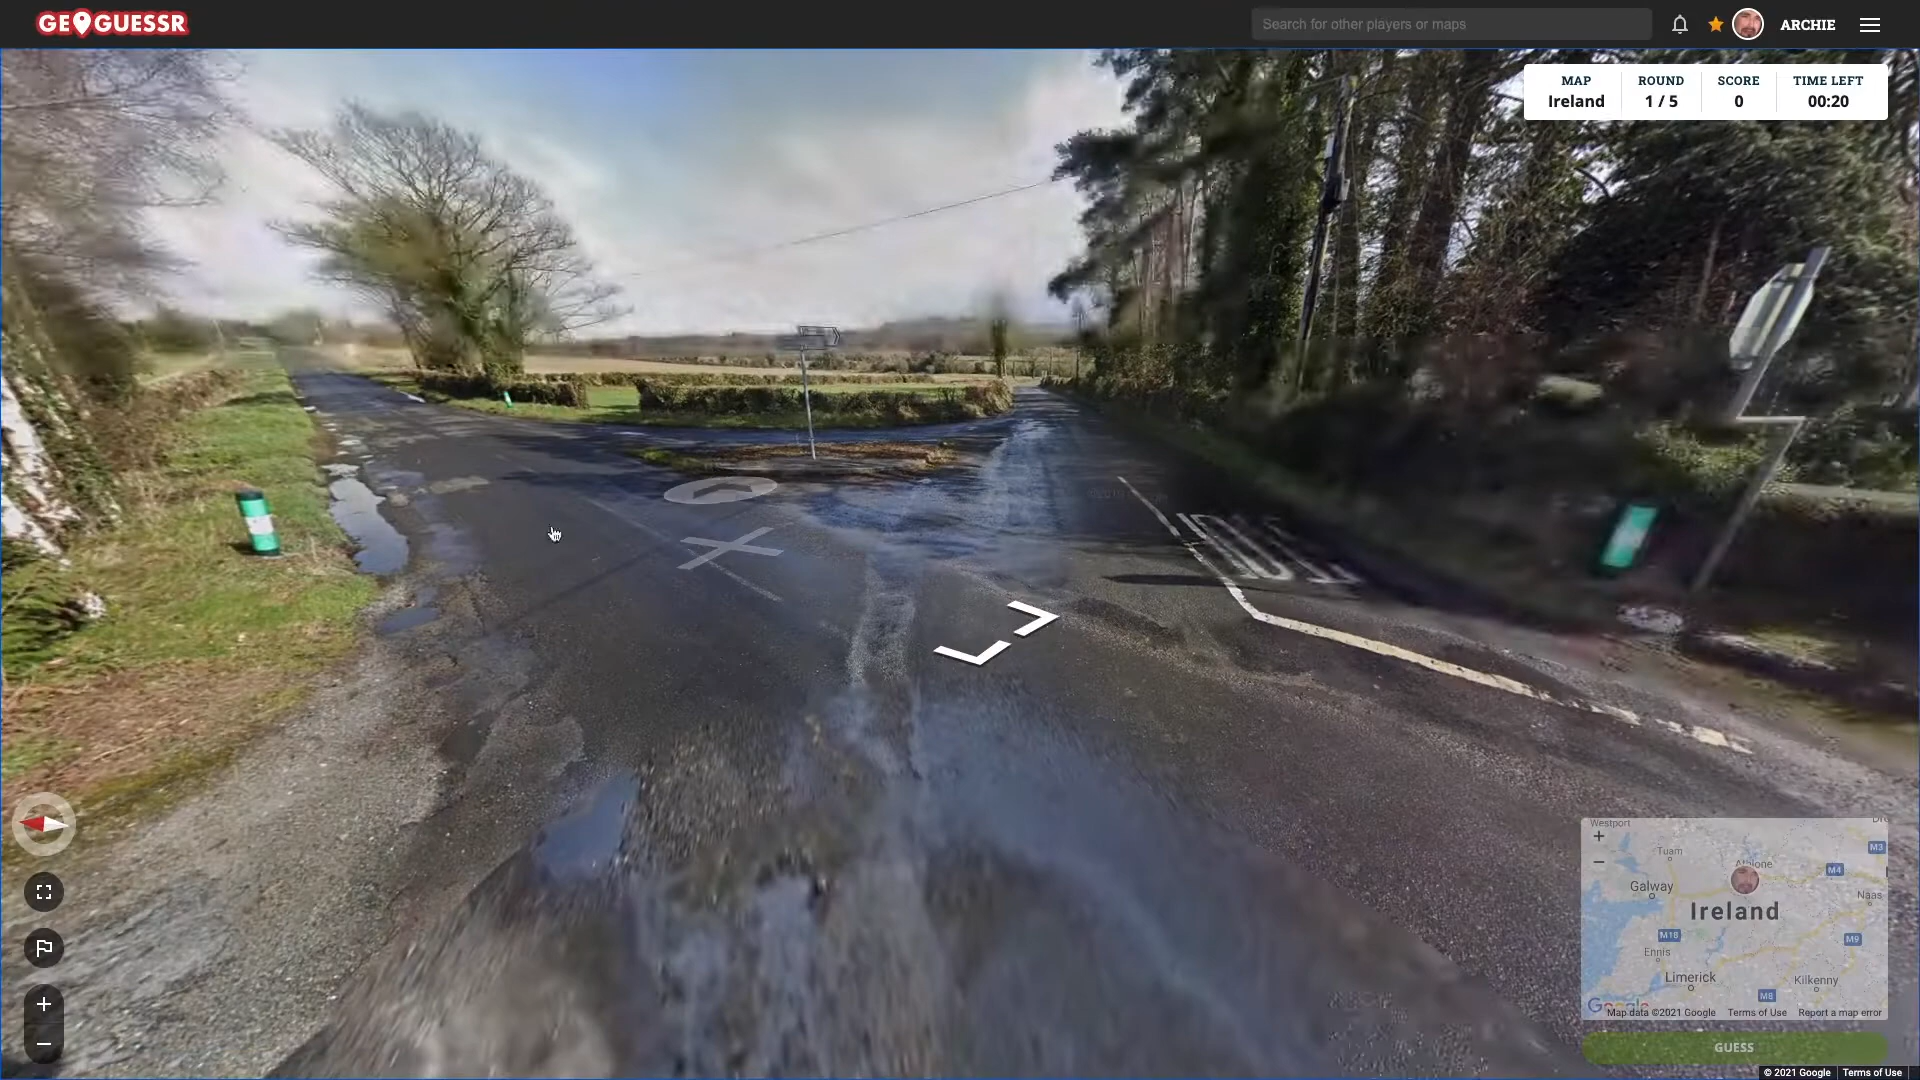 GEOGUESSR
Search for other players or maps
ARCHIE
MAP ROUND SCORE TIME LEFT
Ireland 1 / 5 0 00:20
Westport
+
−
Tuam
Athlone
M3
M4
Galway
Naas
Ireland
M18
M9
Ennis
Limerick
Kilkenny
M8
Google
Map data ©2021 Google Terms of Use Report a map error
GUESS
© 2021 Google Terms of Use